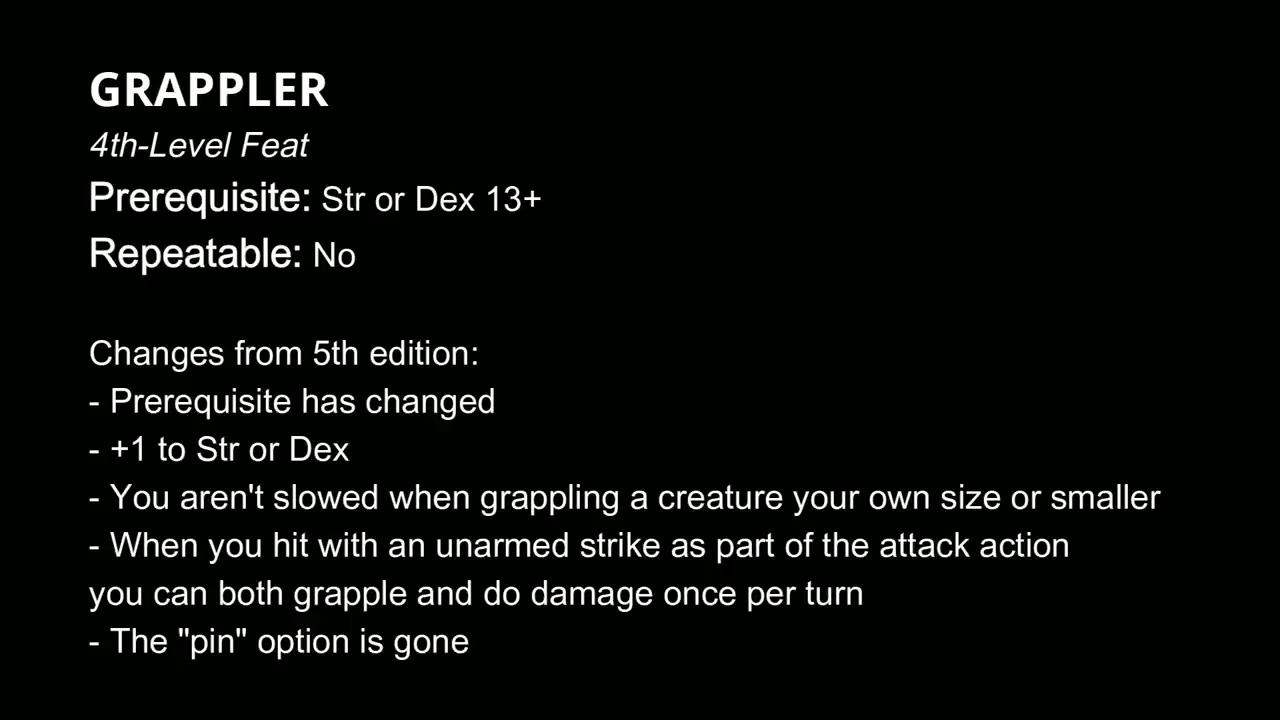 GRAPPLER
4th-Level Feat
Prerequisite: Str or Dex 13+
Repeatable: No
Changes from 5th edition:
- Prerequisite has changed
- +1 to Str or Dex
- You aren't slowed when grappling a creature your own size or smaller
- When you hit with an unarmed strike as part of the attack action
you can both grapple and do damage once per turn
- The "pin" option is gone